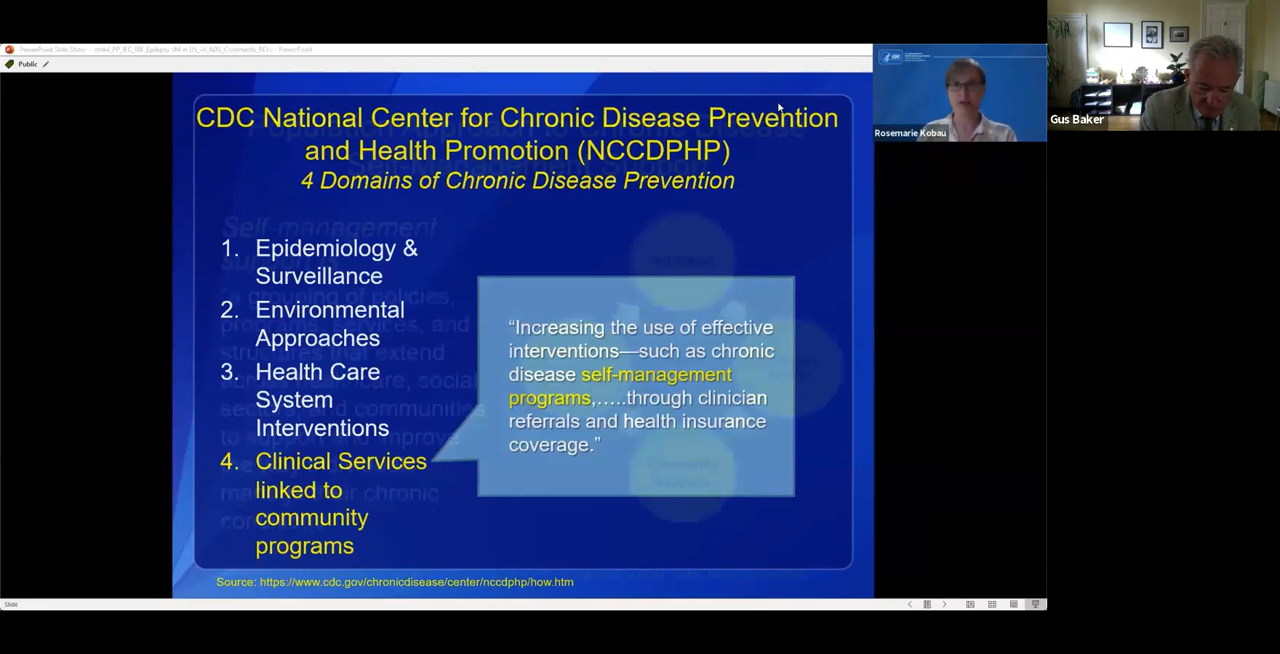 Public
CDC National Center for Chronic Disease Prevention
and Health Promotion (NCCDPHP)
4 Domains of Chronic Disease Prevention
1. Epidemiology &
Surveillance
2. Environmental
Approaches
3. Health Care
System
Interventions
4. Clinical Services
linked to
community
programs
“Increasing the use of effective
interventions—such as chronic
disease self-management
programs,.....through clinician
referrals and health insurance
coverage.”
Source: https://www.cdc.gov/chronicdisease/center/nccdphp/how.htm
Slide
CDC
Rosemarie Kobau
Gus Baker